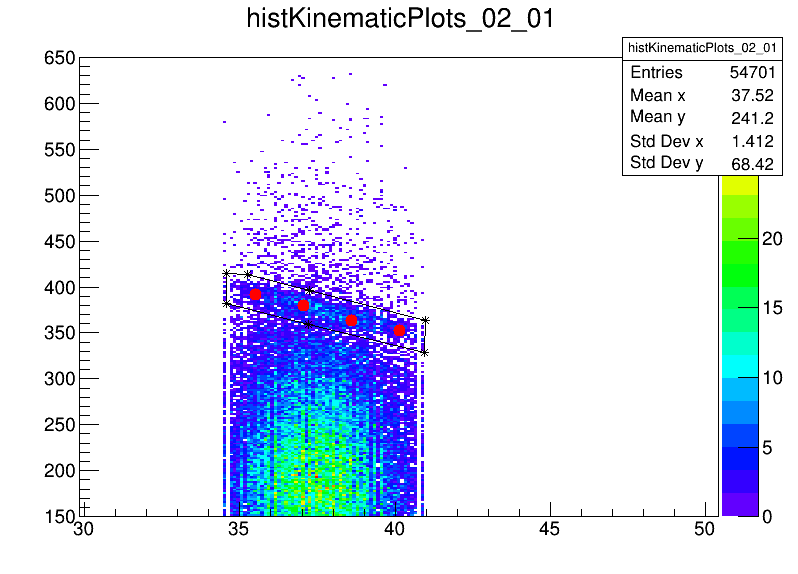 histKinematicPlots_02_01
histKinematicPlots_02_01
Entries 54701
Mean x 37.52
Mean y 241.2
Std Dev x 1.412
Std Dev y 68.42
650
600
550
500
450
400
350
300
250
200
150
30 35 40 45 50
20
15
10
5
0